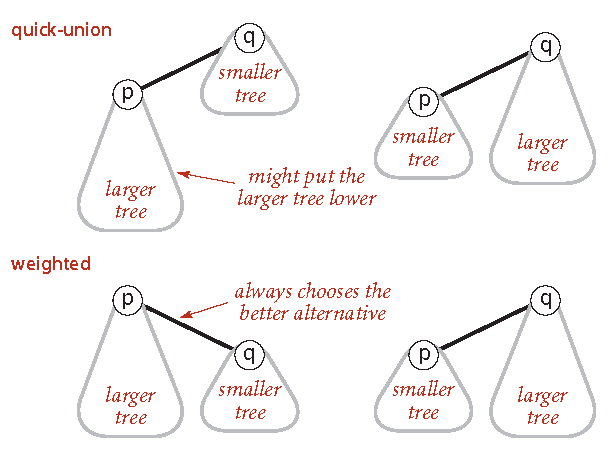 quick-union
q
smaller
tree
p
larger
tree
might put the
larger tree lower
q
p
smaller
tree
larger
tree
weighted
p
always chooses the
better alternative
q
larger
tree
smaller
tree
q
p
smaller
tree
larger
tree